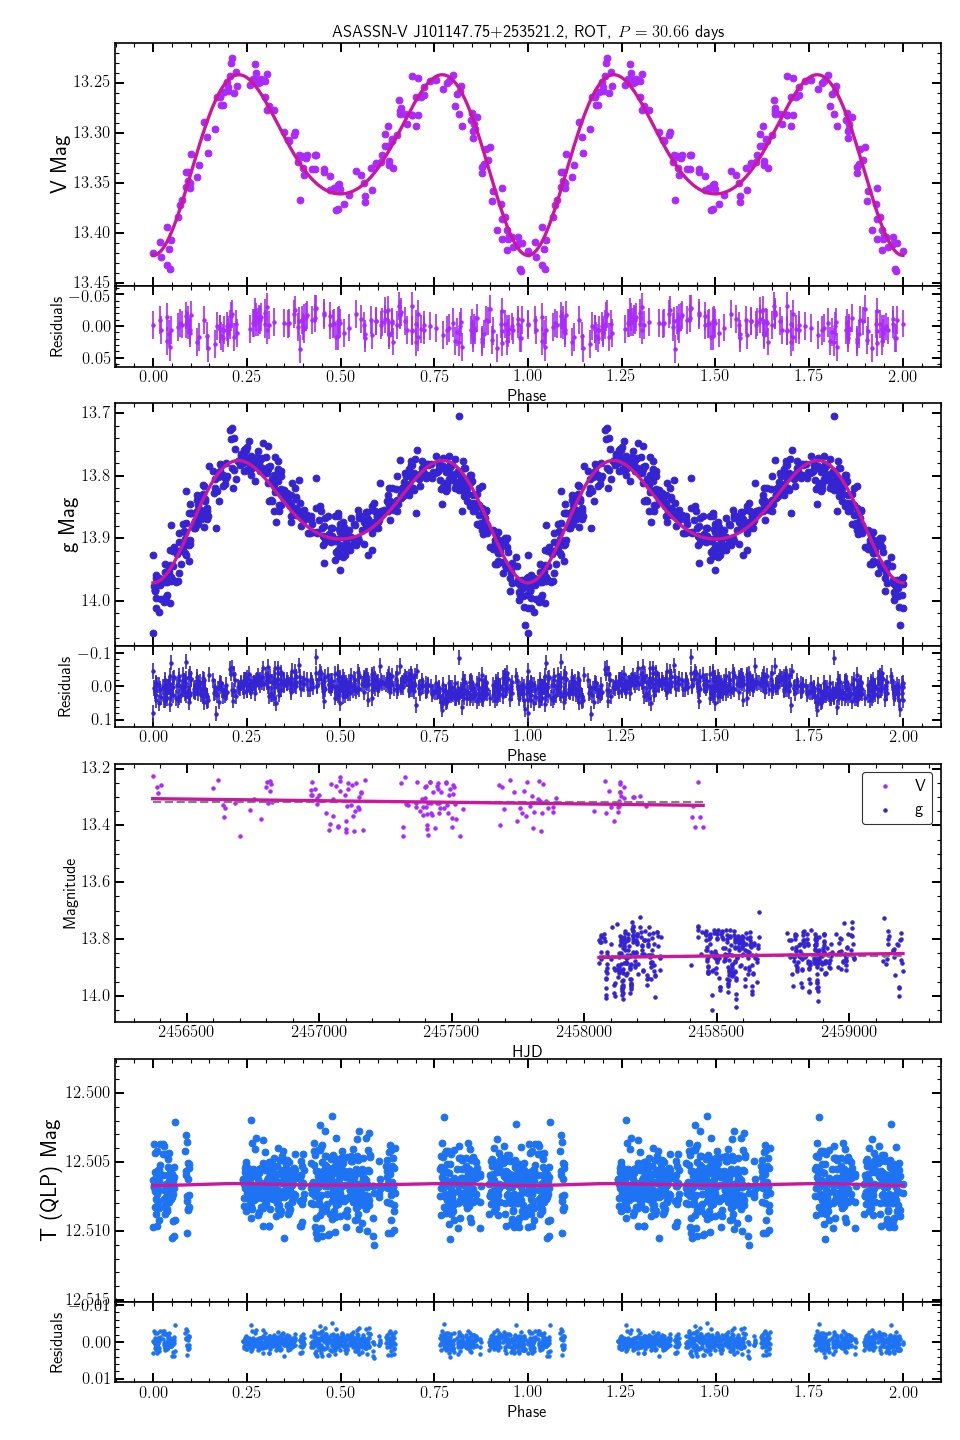 ASASSN-V J101147.75+253521.2, ROT, P = 30.66 days
13.25
13.30
13.35
13.40
13.45
V Mag
−0.05
0.00
0.05
Residuals
0.00 0.25 0.50 0.75 1.00 1.25 1.50 1.75 2.00
Phase
13.7
13.8
13.9
14.0
g Mag
−0.1
0.0
0.1
Residuals
0.00 0.25 0.50 0.75 1.00 1.25 1.50 1.75 2.00
Phase
13.2
13.4
13.6
13.8
14.0
Magnitude
V
g
2456500 2457000 2457500 2458000 2458500 2459000
HJD
12.500
12.505
12.510
12.515
T (QLP) Mag
−0.01
0.00
0.01
Residuals
0.00 0.25 0.50 0.75 1.00 1.25 1.50 1.75 2.00
Phase